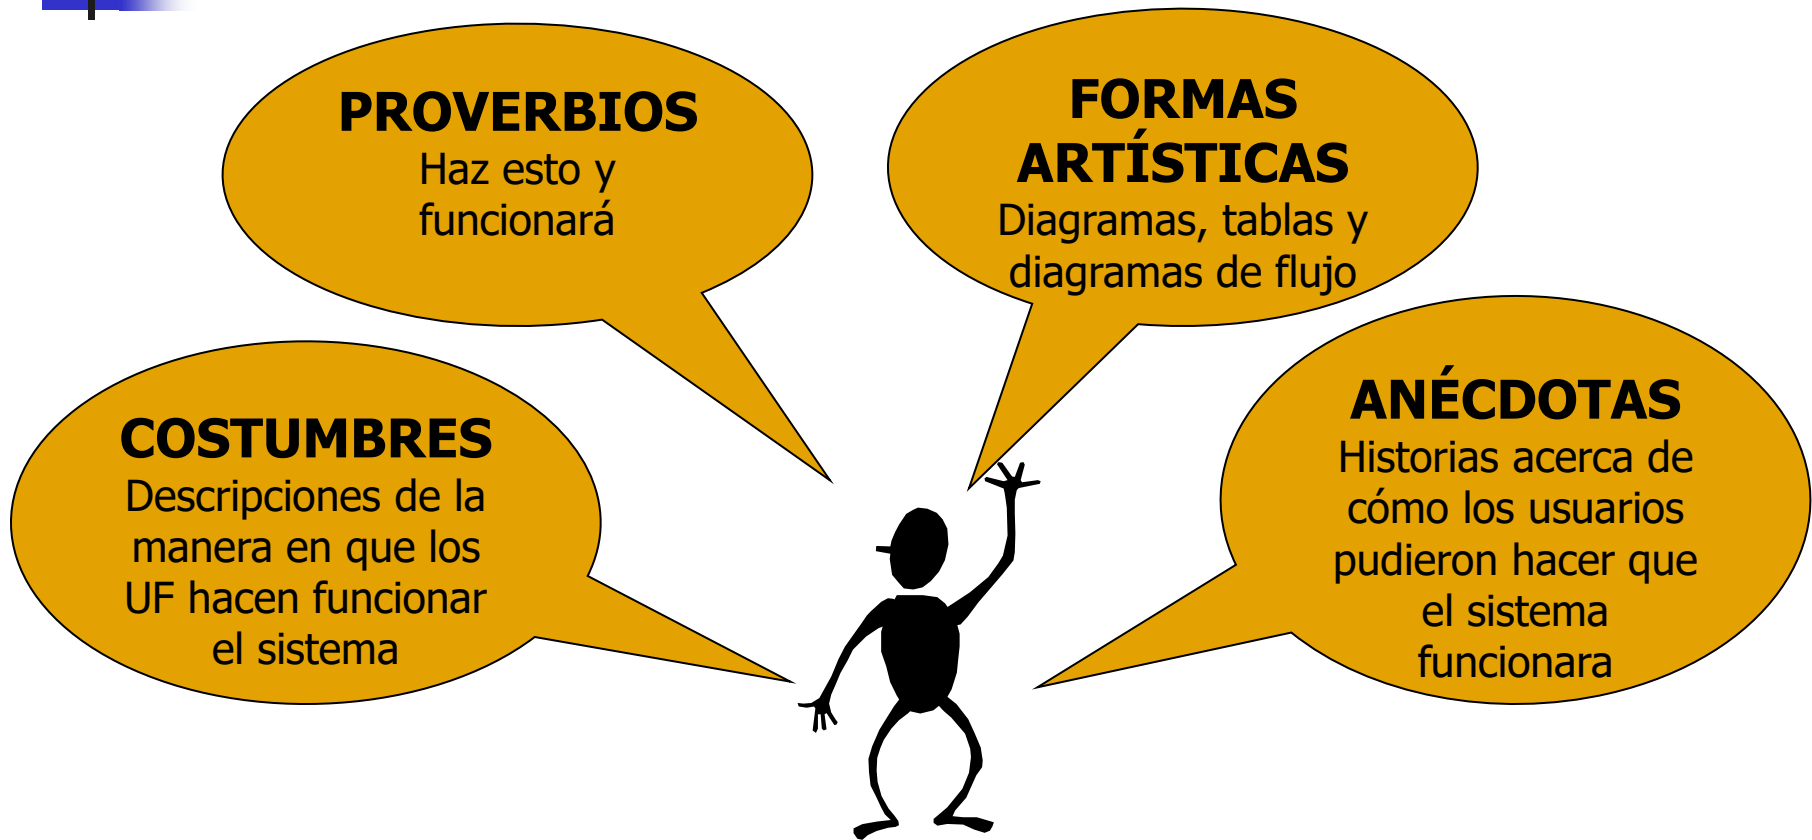 PROVERBIOS
Haz esto y
funcionará
FORMAS
ARTÍSTICAS
Diagramas, tablas y
diagramas de flujo
COSTUMBRES
Descripciones de la
manera en que los
UF hacen funcionar
el sistema
ANÉCDOTAS
Historias acerca de
cómo los usuarios
pudieron hacer que
el sistema
funcionara